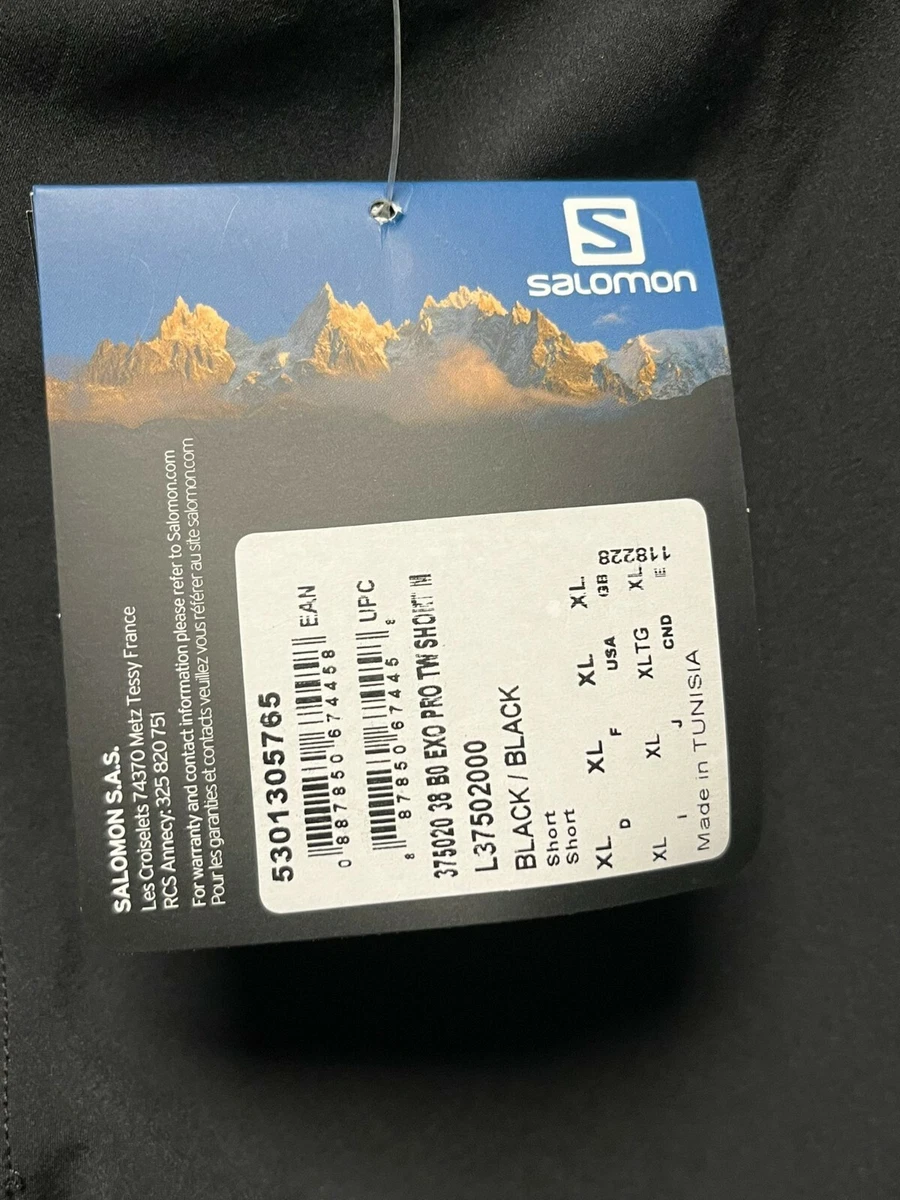 S
salomon
SALOMON S.A.S.
Les Croiselets 74370 Metz Tessy France
RCS Annecy: 325 820 751
For warranty and contact information please refer to Salomon.com
Pour les garanties et contacts veuillez vous référer au site salomon.com
5301305765
EAN
0 887850 674458
UPC
8 87850 67445 8
375020 38 B0 EXO PRO TW SHORT M
L37502000
BLACK / BLACK
Short
Short
XL XL XL XL.
D F USA GB
XL XL XLTG XL
I J CND
Made in TUNISIA